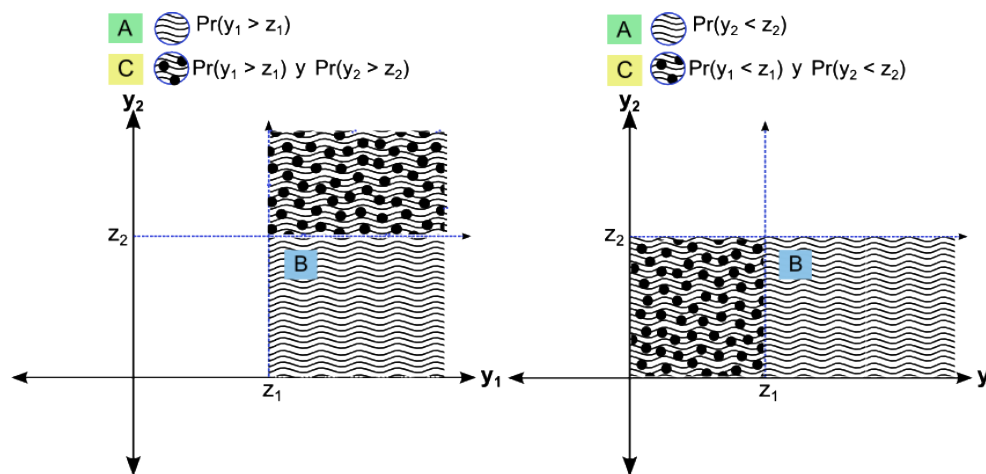 A Pr(y₁ > z₁)
C Pr(y₁ > z₁) y Pr(y₂ > z₂)
y₂
z₂
B
z₁
y₁
A Pr(y₂ < z₂)
C Pr(y₁ < z₁) y Pr(y₂ < z₂)
y₂
z₂
B
z₁
y